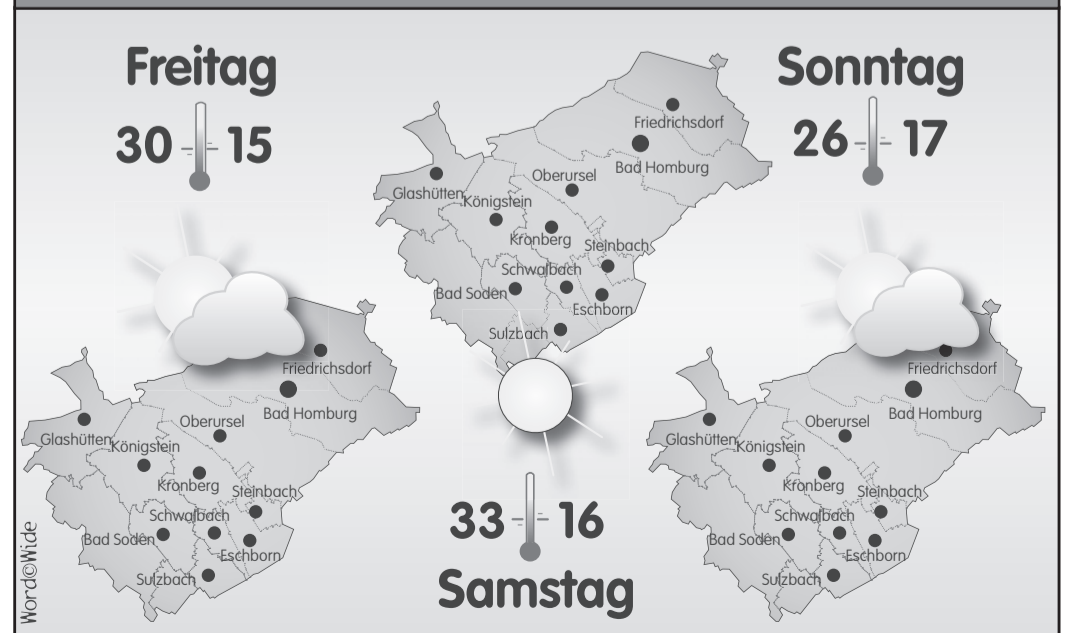 Freitag
30 15
Friedrichsdorf
Bad Homburg
Oberursel
Glashütten
Königstein
Kronberg
Steinbach
Schwalbach
Bad Soden
Eschborn
Sulzbach
Friedrichsdorf
Bad Homburg
Oberursel
Glashütten
Königstein
Kronberg
Steinbach
Schwalbach
Bad Soden
Eschborn
Sulzbach
33 16
Samstag
Sonntag
26 17
Friedrichsdorf
Bad Homburg
Oberursel
Glashütten
Königstein
Kronberg
Steinbach
Schwalbach
Bad Soden
Eschborn
Sulzbach
Word©Wide